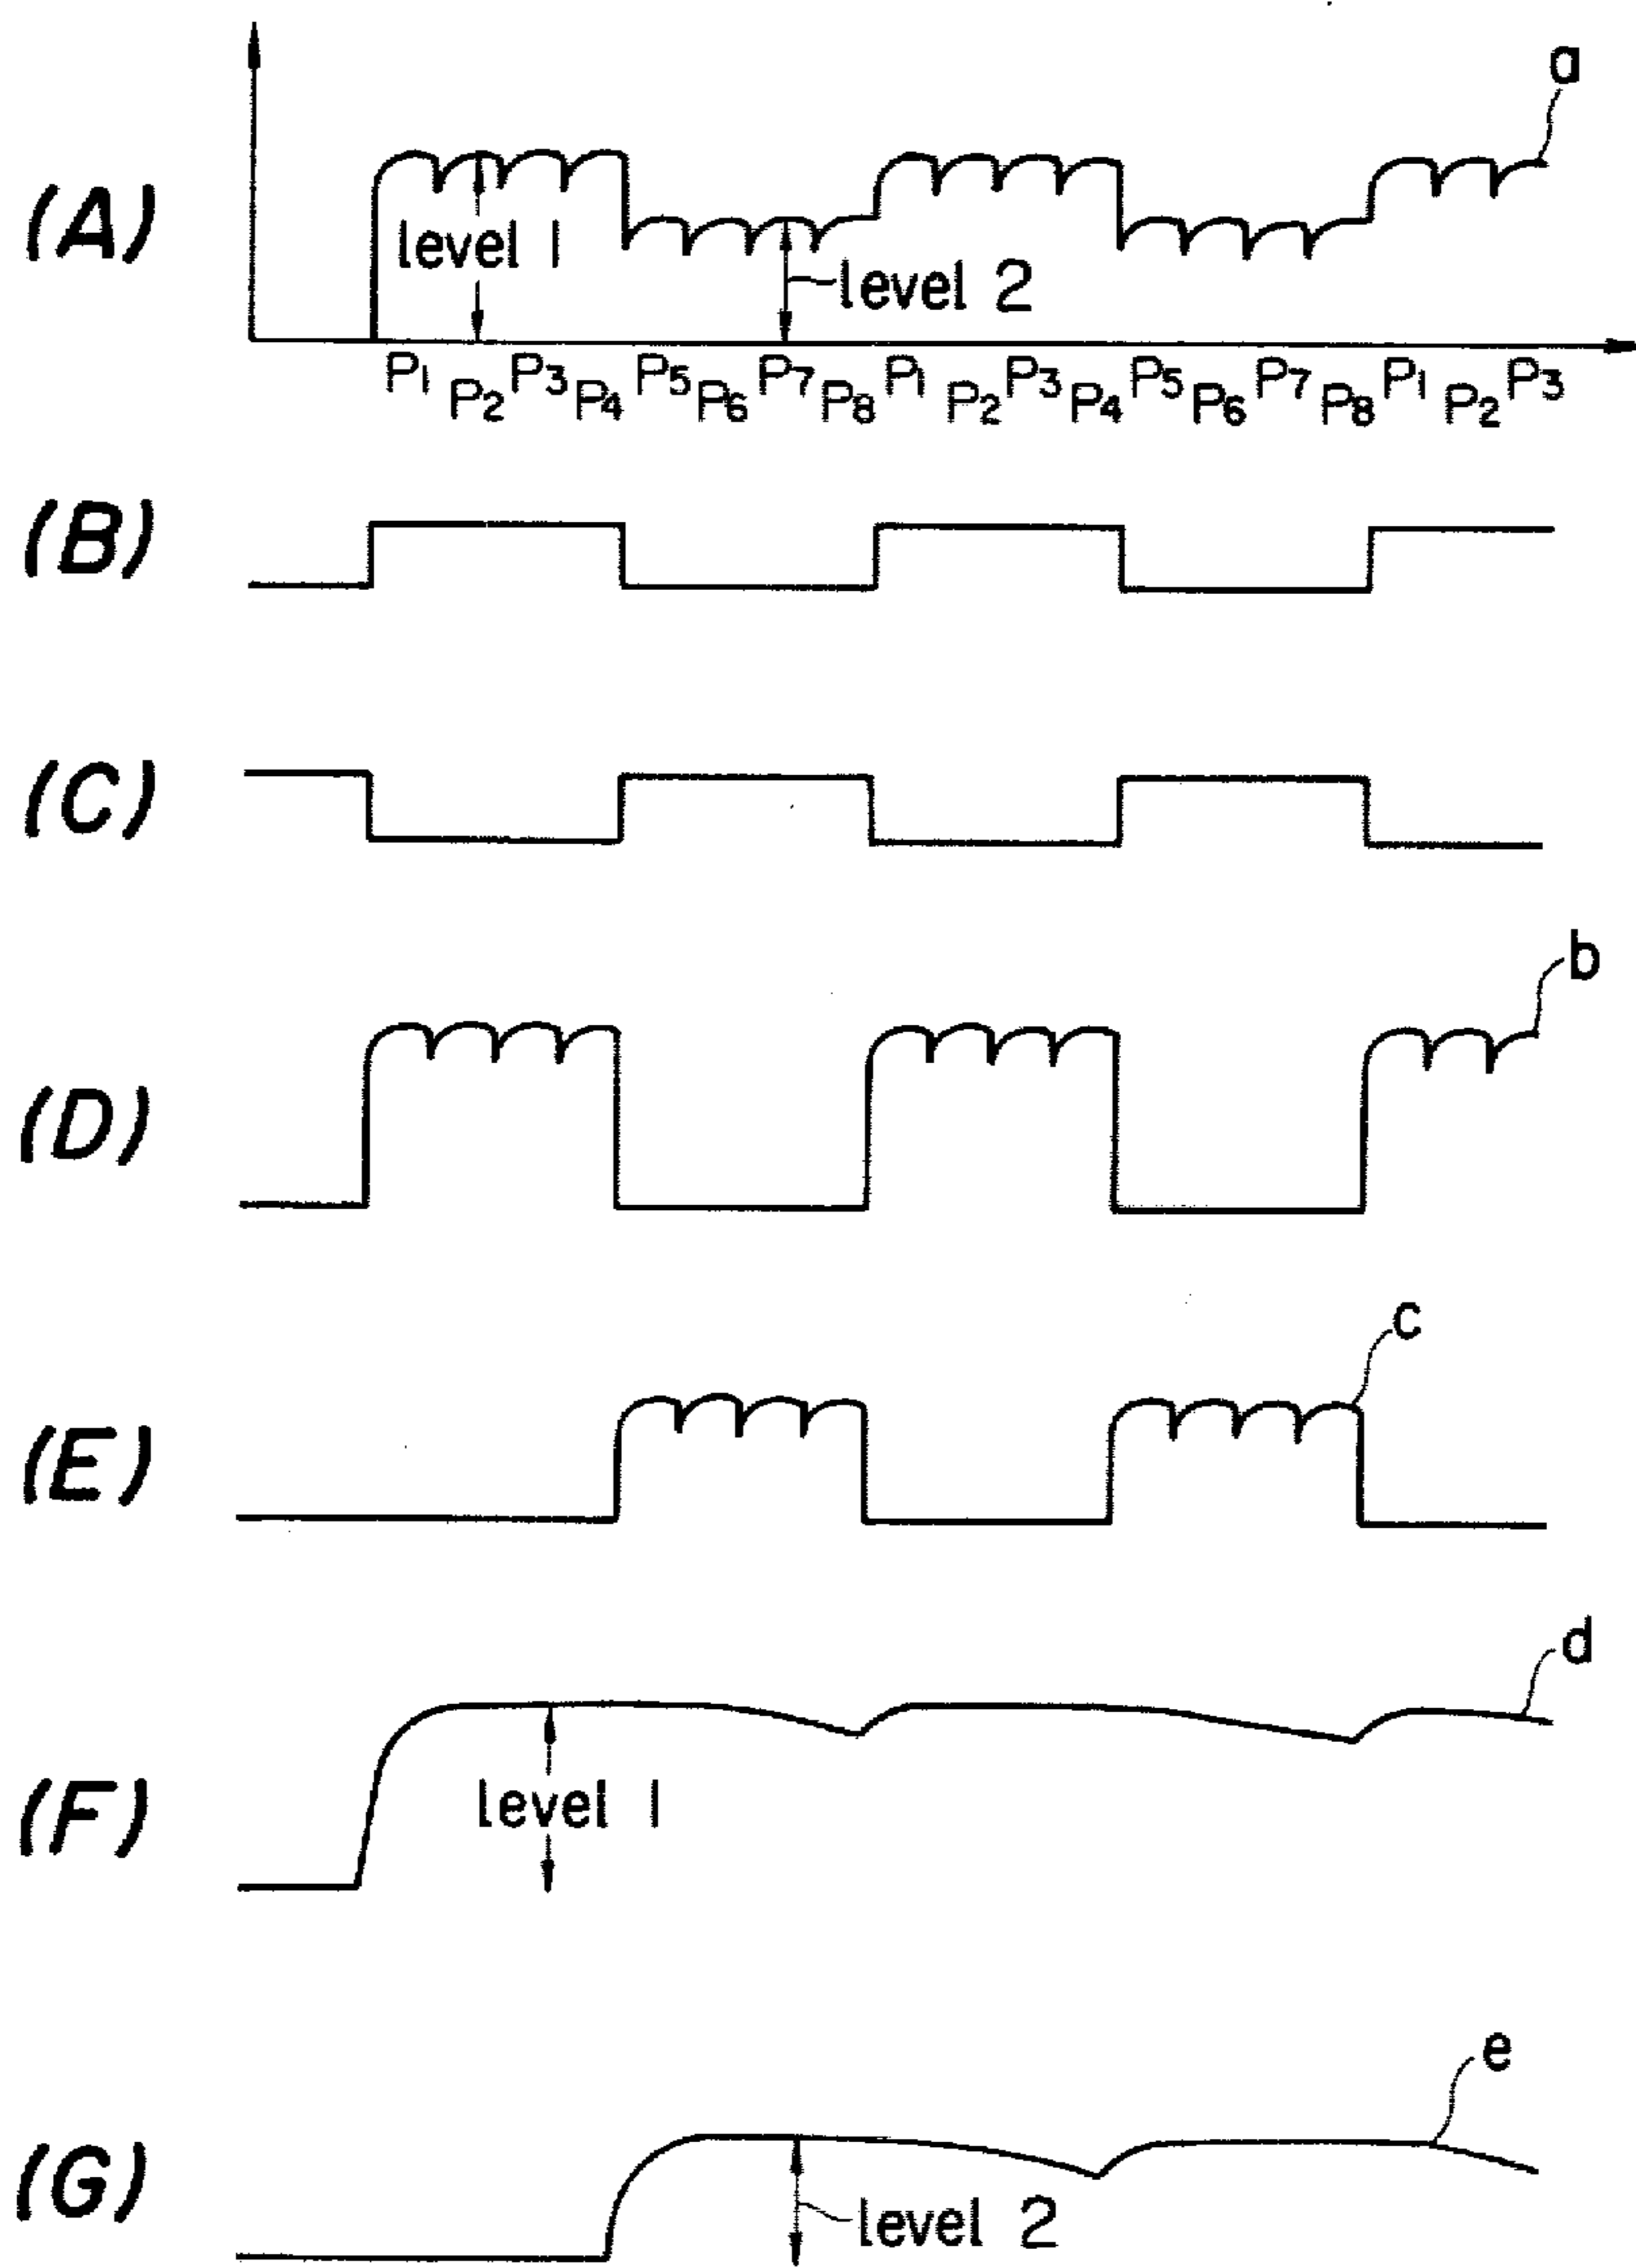 a
(A)
level 1
level 2
P1 P2 P3 P4 P5 P6 P7 P8 P1 P2 P3 P4 P5 P6 P7 P8 P1 P2 P3
(B)
(C)
b
(D)
c
(E)
d
level 1
(F)
e
(G)
level 2